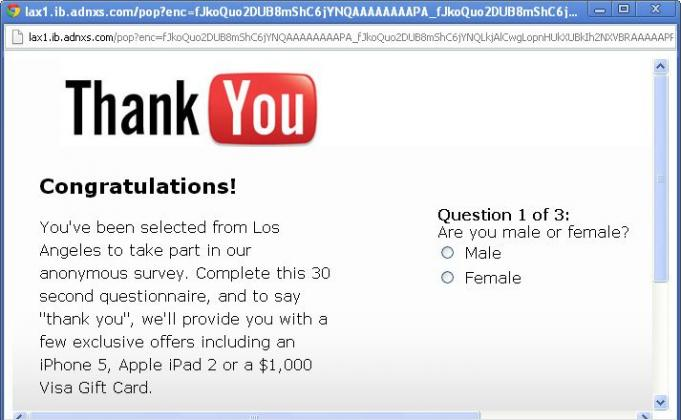 lax1.ib.adnxs.com/pop?enc=fJkoQuo2DUB8mShC6jYNQAAAAAAAAPA_fJkoQuo2DUB8mShC6j...
lax1.ib.adnxs.com/pop?enc=fJkoQuo2DUB8mShC6jYNQAAAAAAAAPA_fJkoQuo2DUB8mShC6jYNQLkjAlCwgLopnHUkXUBkIh2NXVBRAAAAAPF
Thank You
Congratulations!
You've been selected from Los
Angeles to take part in our
anonymous survey. Complete this 30
second questionnaire, and to say
"thank you", we'll provide you with a
few exclusive offers including an
iPhone 5, Apple iPad 2 or a $1,000
Visa Gift Card.
Question 1 of 3:
Are you male or female?
Male
Female